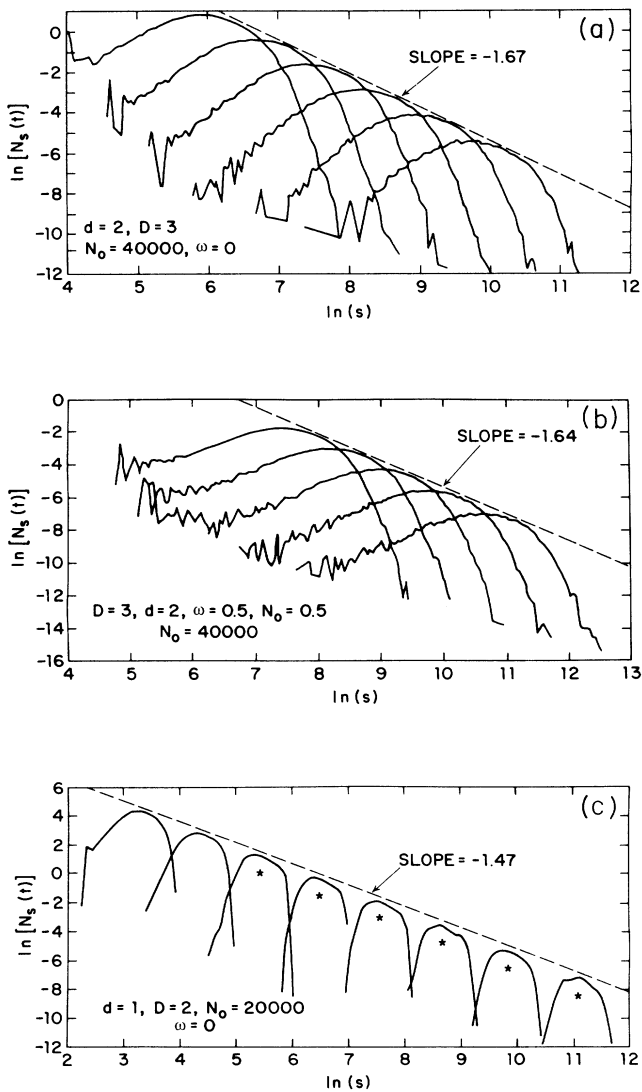 (a)
0
-2
-4
-6
-8
-10
-12
ln [Nₛ(t)]
SLOPE = -1.67
d = 2, D = 3
N₀ = 40000, ω = 0
4 5 6 7 8 9 10 11 12
ln(s)
(b)
0
-2
-4
-6
-8
-10
-12
-14
-16
ln [Nₛ(t)]
SLOPE = -1.64
D = 3, d = 2, ω = 0.5, N₀ = 0.5
N₀ = 40000
4 5 6 7 8 9 10 11 12 13
ln(s)
(c)
6
4
2
0
-2
-4
-6
-8
-10
-12
ln [Nₛ(t)]
SLOPE = -1.47
d = 1, D = 2, N₀ = 20000
ω = 0
2 3 4 5 6 7 8 9 10 11 12
ln (s)